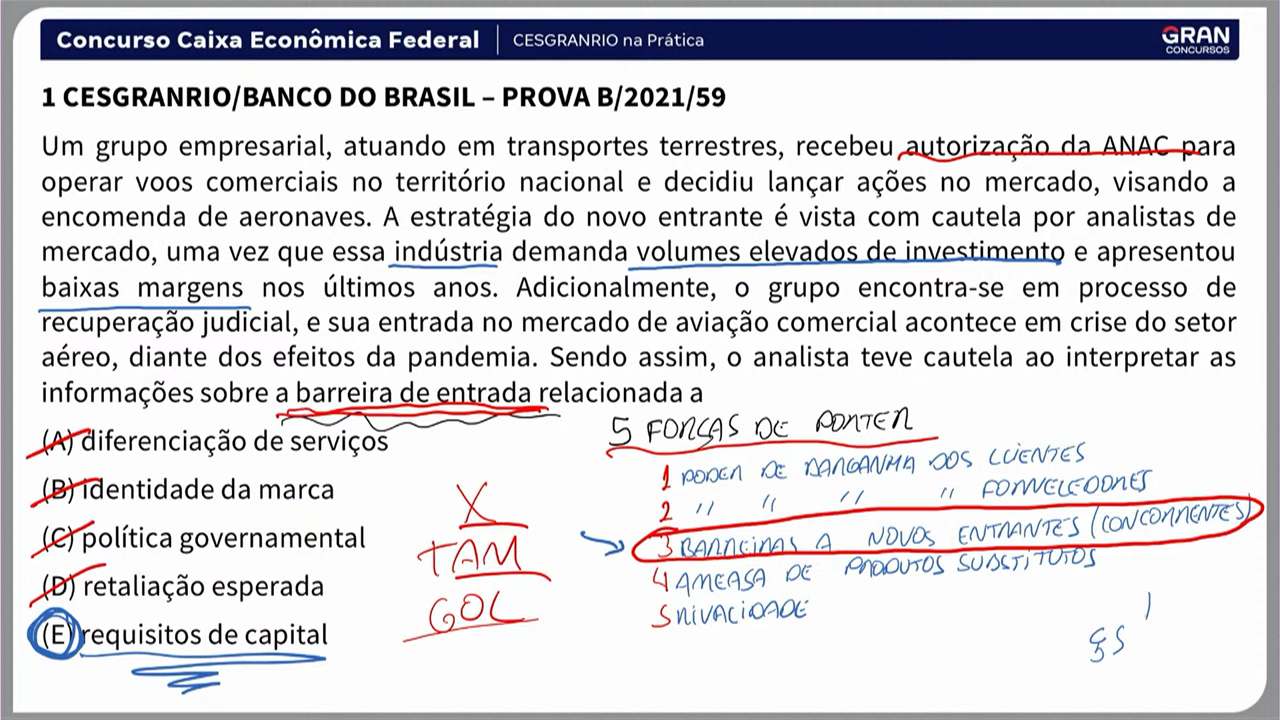 Concurso Caixa Econômica Federal | CESGRANRIO na Prática
GRAN
CONCURSOS
1 CESGRANRIO/BANCO DO BRASIL – PROVA B/2021/59
Um grupo empresarial, atuando em transportes terrestres, recebeu autorização da ANAC para
operar voos comerciais no território nacional e decidiu lançar ações no mercado, visando a
encomenda de aeronaves. A estratégia do novo entrante é vista com cautela por analistas de
mercado, uma vez que essa indústria demanda volumes elevados de investimento e apresentou
baixas margens nos últimos anos. Adicionalmente, o grupo encontra-se em processo de
recuperação judicial, e sua entrada no mercado de aviação comercial acontece em crise do setor
aéreo, diante dos efeitos da pandemia. Sendo assim, o analista teve cautela ao interpretar as
informações sobre a barreira de entrada relacionada a
(A) diferenciação de serviços
(B) identidade da marca
(C) política governamental
(D) retaliação esperada
(E) requisitos de capital
X
TAM
GOL
5 FORÇAS DE PORTER
1 PODER DE BARGANHA DOS CLIENTES
2 " " " " FORNECEDORES
3 BARREIRAS A NOVOS ENTRANTES (CONCORRENTES)
4 AMEASA DE PRODUTOS SUBSTITUTOS
5 RIVALIDADE